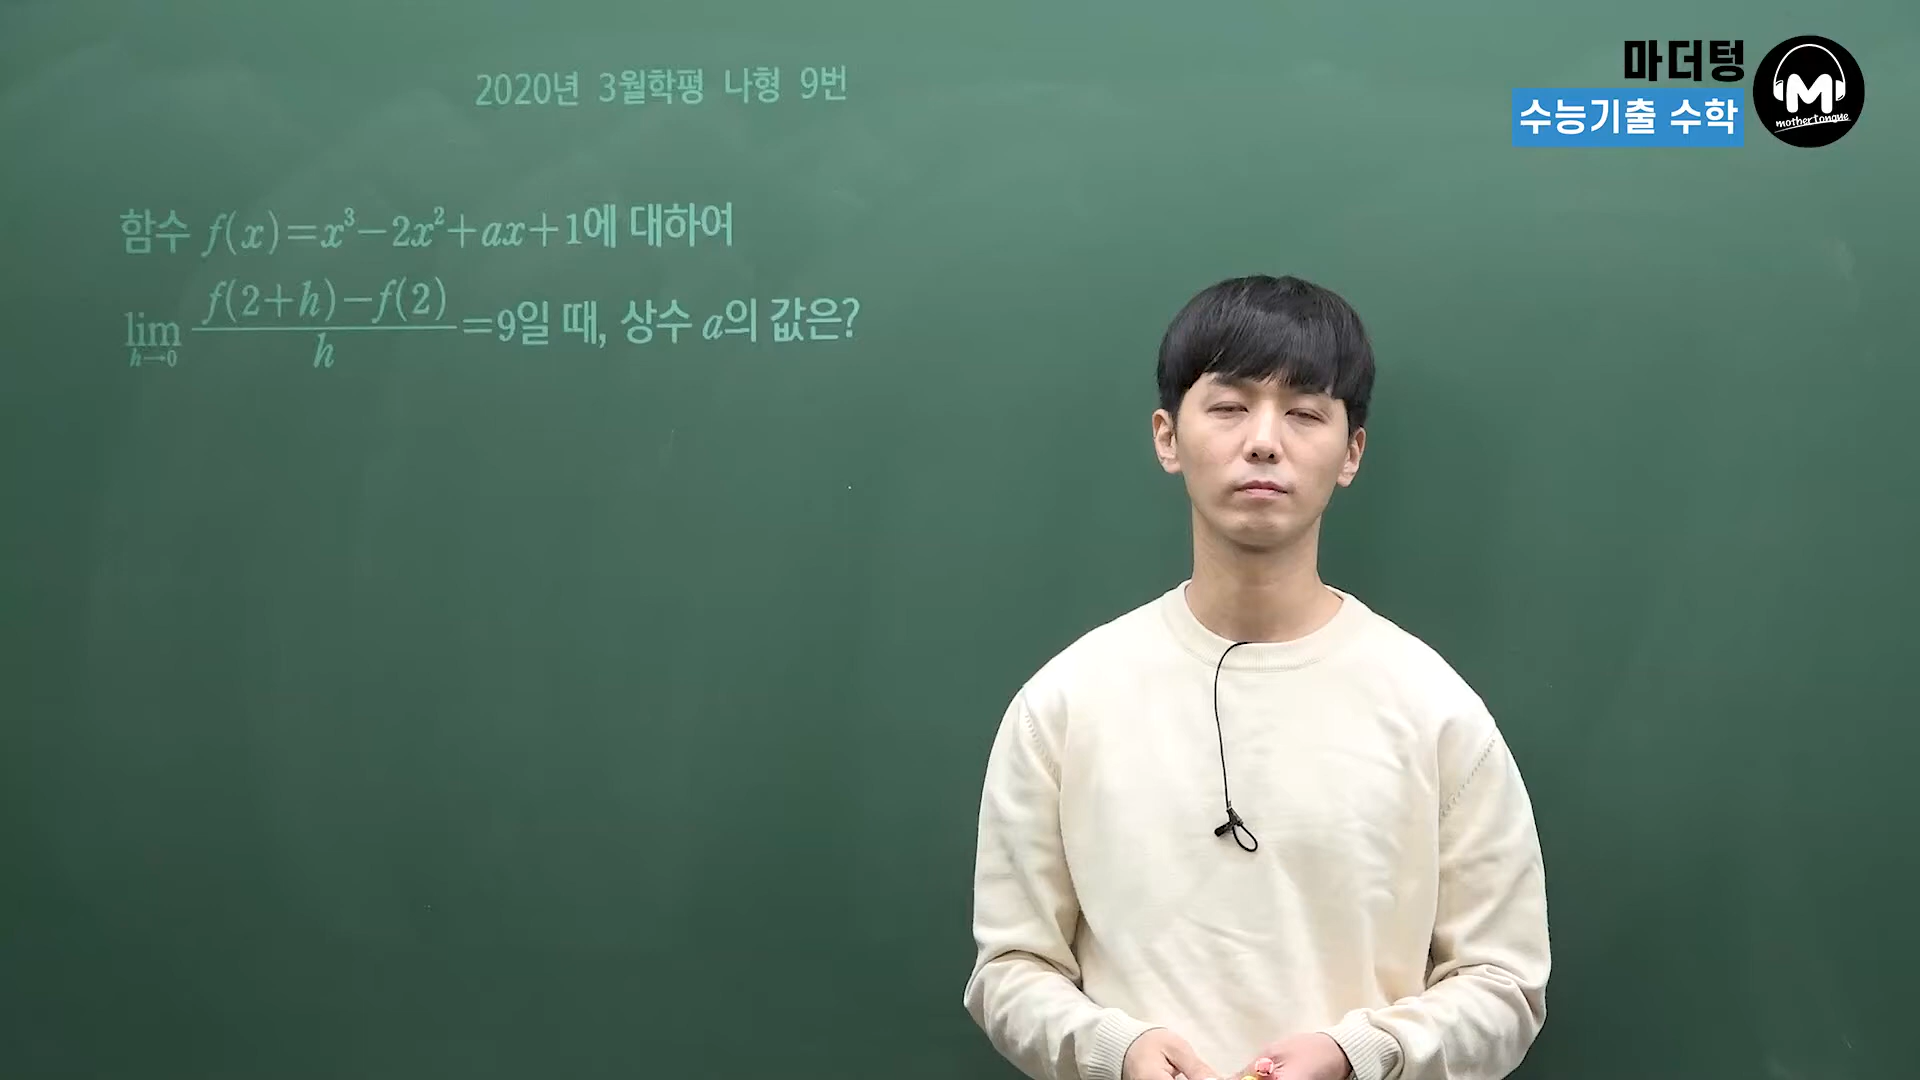 마더텅
수능기출 수학
M
mothertongue
2020년 3월학평 나형 9번
함수 f(x)=x³−2x²+ax+1에 대하여
lim h→0 f(2+h)−f(2) / h =9일 때, 상수 a의 값은?